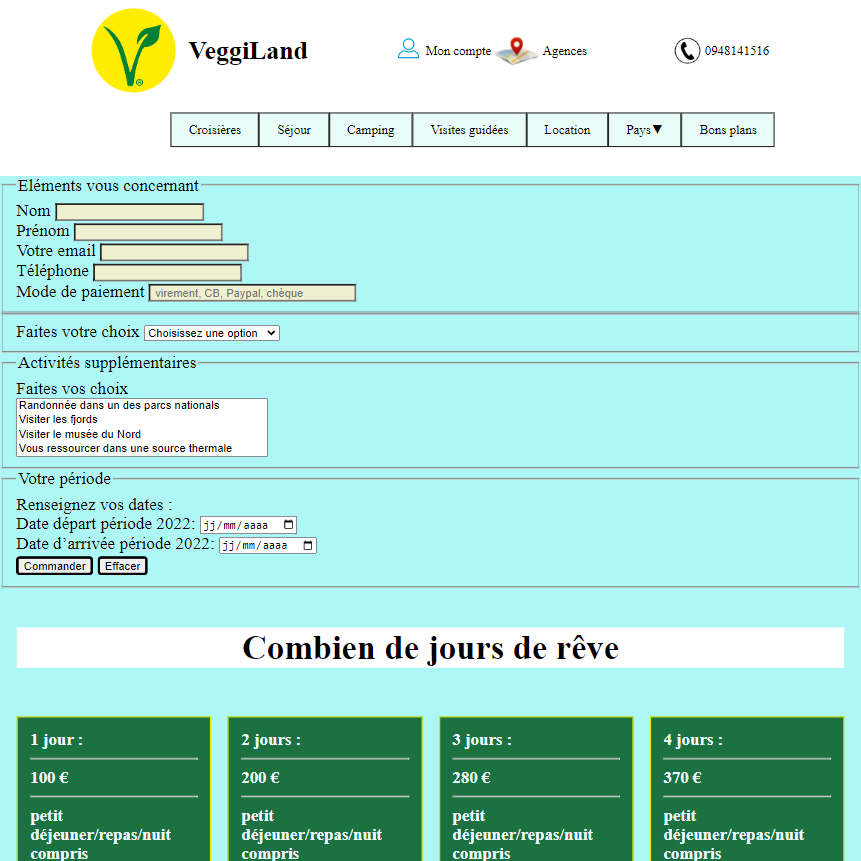 VeggiLand
Mon compte
Agences
0948141516
Croisières
Séjour
Camping
Visites guidées
Location
Pays▼
Bons plans
Eléments vous concernant
Nom
Prénom
Votre email
Téléphone
Mode de paiement virement, CB, Paypal, chèque
Faites votre choix Choisissez une option
Activités supplémentaires
Faites vos choix
Randonnée dans un des parcs nationals
Visiter les fjords
Visiter le musée du Nord
Vous ressourcer dans une source thermale
Votre période
Renseignez vos dates :
Date départ période 2022: jj/mm/aaaa
Date d’arrivée période 2022: jj/mm/aaaa
Commander Effacer
Combien de jours de rêve
1 jour :
100 €
petit
déjeuner/repas/nuit
compris
2 jours :
200 €
petit
déjeuner/repas/nuit
compris
3 jours :
280 €
petit
déjeuner/repas/nuit
compris
4 jours :
370 €
petit
déjeuner/repas/nuit
compris